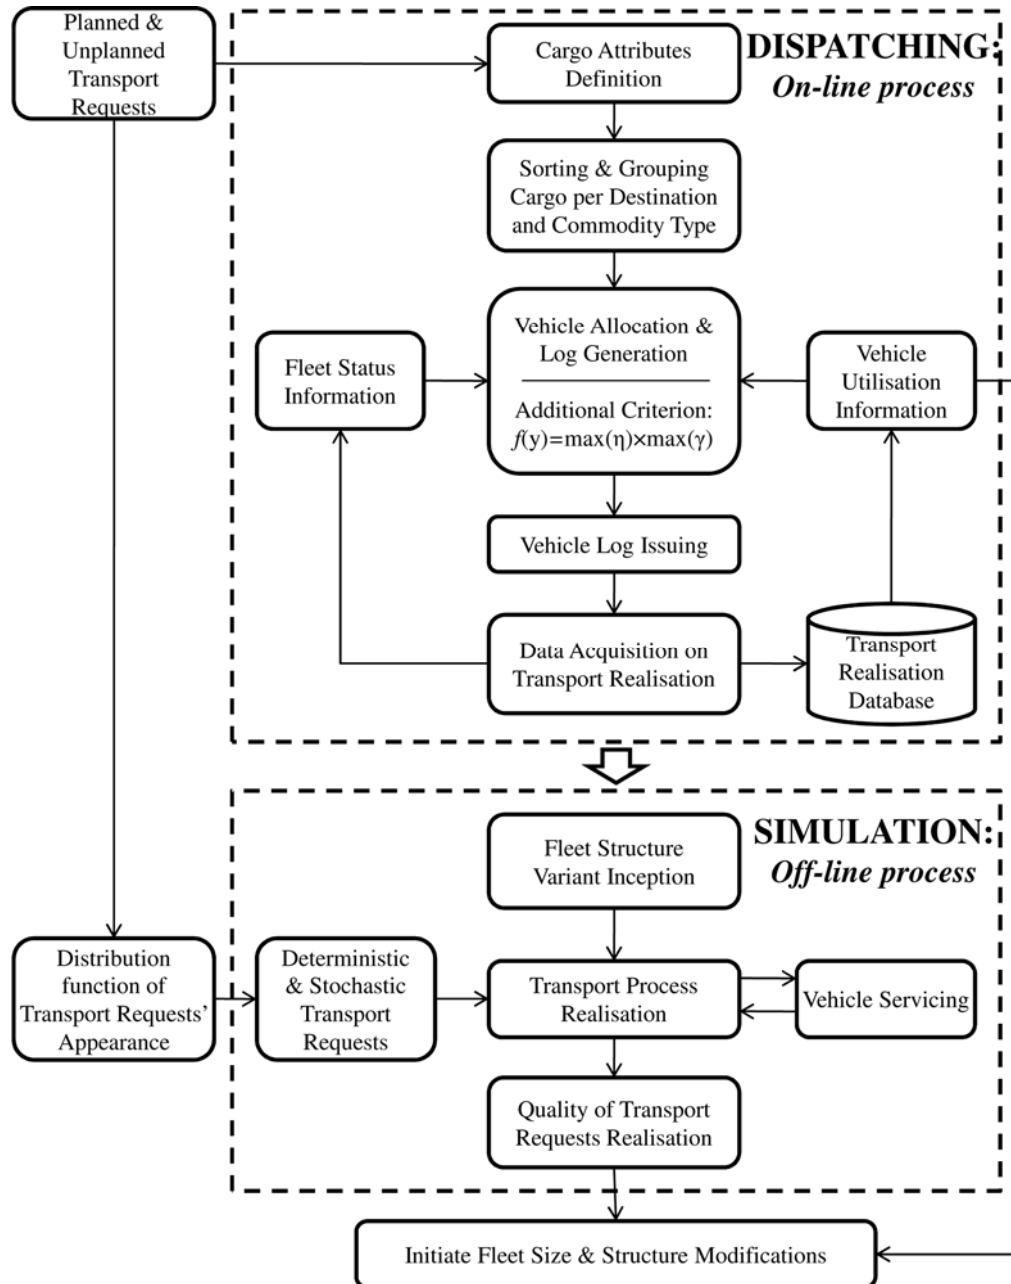 Planned &
Unplanned
Transport
Requests
Cargo Attributes
Definition
DISPATCHING:
On-line process
Sorting & Grouping
Cargo per Destination
and Commodity Type
Fleet Status
Information
Vehicle Allocation &
Log Generation
Additional Criterion:
f(y)=max(η)×max(γ)
Vehicle
Utilisation
Information
Vehicle Log Issuing
Data Acquisition on
Transport Realisation
Transport
Realisation
Database
Fleet Structure
Variant Inception
SIMULATION:
Off-line process
Distribution
function of
Transport Requests’
Appearance
Deterministic
& Stochastic
Transport
Requests
Transport Process
Realisation
Vehicle Servicing
Quality of Transport
Requests Realisation
Initiate Fleet Size & Structure Modifications